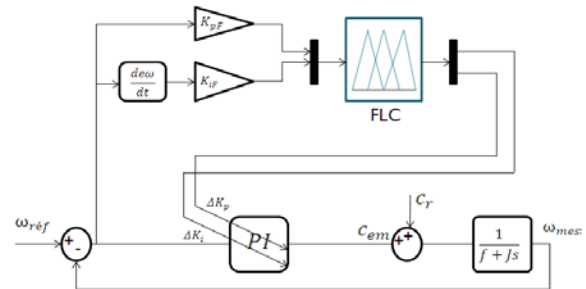 K_pF
deω
dt
K_iF
FLC
ΔK_p
ΔK_i
ω_réf
+
-
PI
C_r
C_em
+
+
1
f + Js
ω_mes